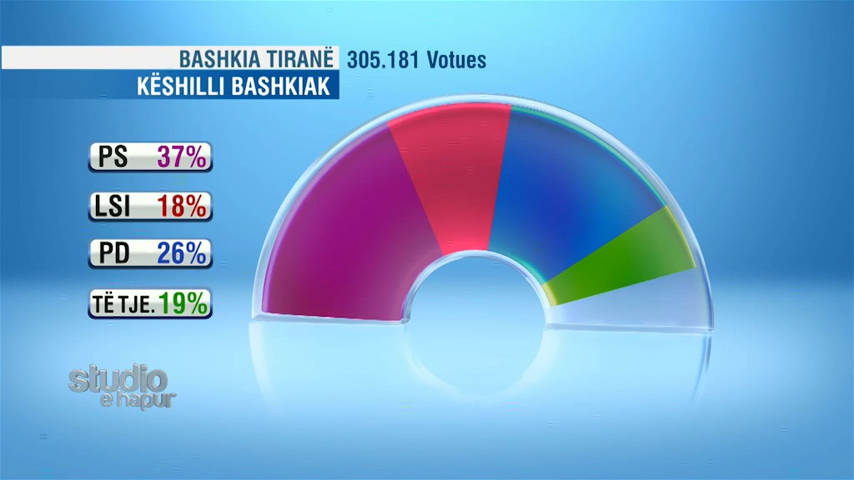 BASHKIA TIRANË 305.181 Votues
KËSHILLI BASHKIAK
PS 37%
LSI 18%
PD 26%
TË TJE. 19%
studio
e hapur